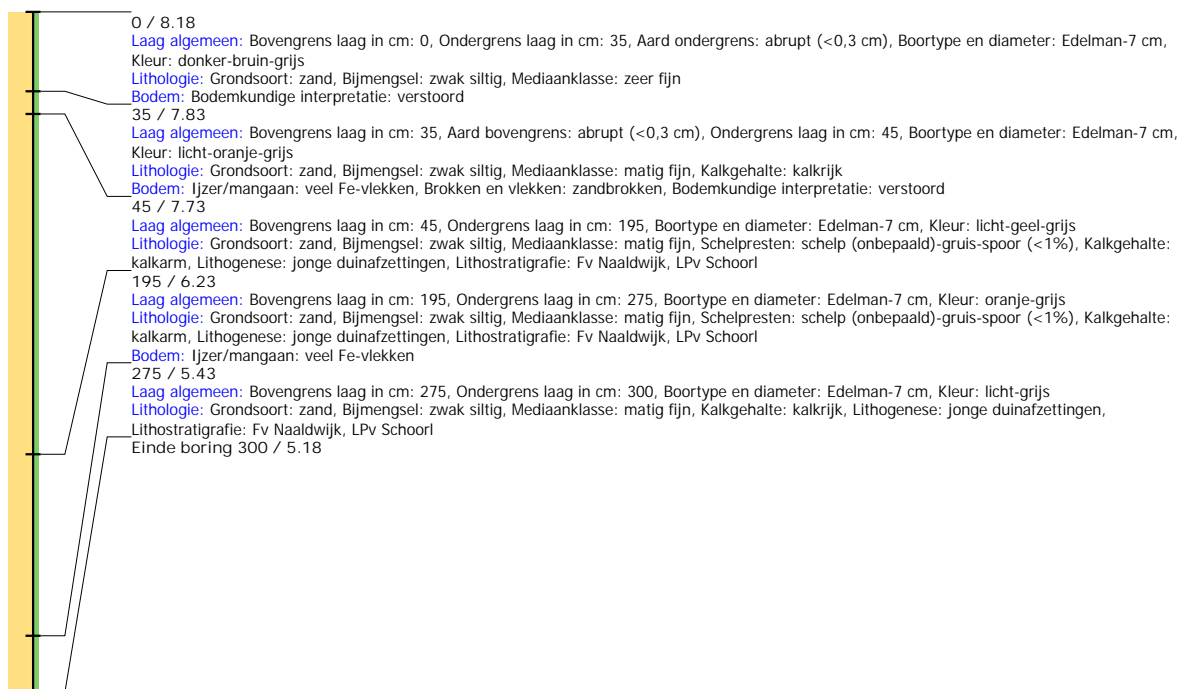 0 / 8.18
Laag algemeen: Bovengrens laag in cm: 0, Ondergrens laag in cm: 35, Aard ondergrens: abrupt (<0,3 cm), Boortype en diameter: Edelman-7 cm,
Kleur: donker-bruin-grijs
Lithologie: Grondsoort: zand, Bijmengsel: zwak siltig, Mediaanklasse: zeer fijn
Bodem: Bodemkundige interpretatie: verstoord
35 / 7.83
Laag algemeen: Bovengrens laag in cm: 35, Aard bovengrens: abrupt (<0,3 cm), Ondergrens laag in cm: 45, Boortype en diameter: Edelman-7 cm,
Kleur: licht-oranje-grijs
Lithologie: Grondsoort: zand, Bijmengsel: zwak siltig, Mediaanklasse: matig fijn, Kalkgehalte: kalkrijk
Bodem: Ijzer/mangaan: veel Fe-vlekken, Brokken en vlekken: zandbrokken, Bodemkundige interpretatie: verstoord
45 / 7.73
Laag algemeen: Bovengrens laag in cm: 45, Ondergrens laag in cm: 195, Boortype en diameter: Edelman-7 cm, Kleur: licht-geel-grijs
Lithologie: Grondsoort: zand, Bijmengsel: zwak siltig, Mediaanklasse: matig fijn, Schelpresten: schelp (onbepaald)-gruis-spoor (<1%), Kalkgehalte:
kalkarm, Lithogenese: jonge duinafzettingen, Lithostratigrafie: Fv Naaldwijk, LPv Schoorl
195 / 6.23
Laag algemeen: Bovengrens laag in cm: 195, Ondergrens laag in cm: 275, Boortype en diameter: Edelman-7 cm, Kleur: oranje-grijs
Lithologie: Grondsoort: zand, Bijmengsel: zwak siltig, Mediaanklasse: matig fijn, Schelpresten: schelp (onbepaald)-gruis-spoor (<1%), Kalkgehalte:
kalkarm, Lithogenese: jonge duinafzettingen, Lithostratigrafie: Fv Naaldwijk, LPv Schoorl
Bodem: Ijzer/mangaan: veel Fe-vlekken
275 / 5.43
Laag algemeen: Bovengrens laag in cm: 275, Ondergrens laag in cm: 300, Boortype en diameter: Edelman-7 cm, Kleur: licht-grijs
Lithologie: Grondsoort: zand, Bijmengsel: zwak siltig, Mediaanklasse: matig fijn, Kalkgehalte: kalkrijk, Lithogenese: jonge duinafzettingen,
Lithostratigrafie: Fv Naaldwijk, LPv Schoorl
Einde boring 300 / 5.18